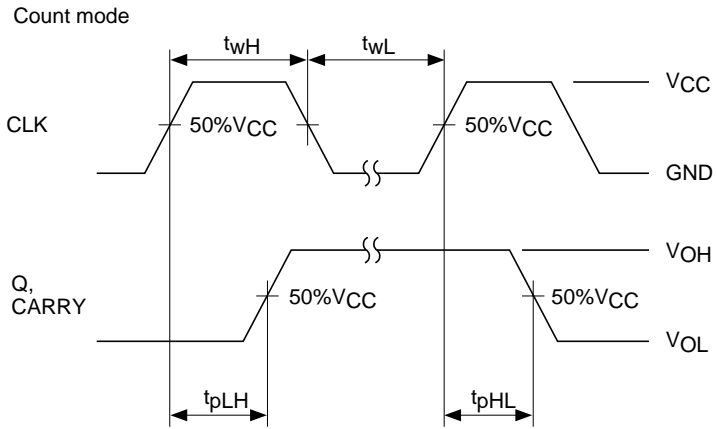 Count mode
twH
twL
VCC
CLK
50%VCC
50%VCC
GND
VOH
Q,
CARRY
50%VCC
50%VCC
VOL
tpLH
tpHL